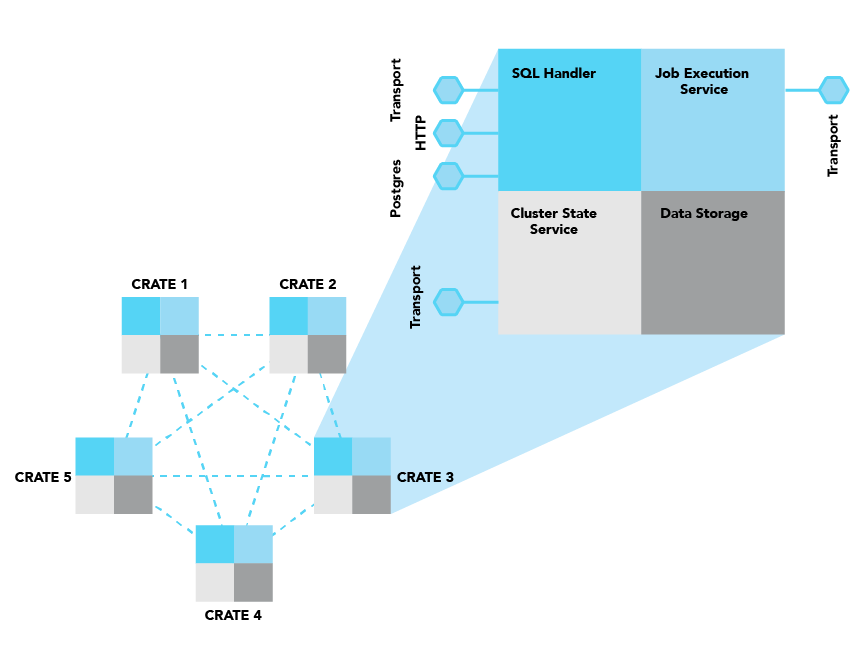 Transport
HTTP
Postgres
Transport
SQL Handler
Job Execution
Service
Transport
Cluster State
Service
Data Storage
CRATE 1
CRATE 2
CRATE 5
CRATE 3
CRATE 4